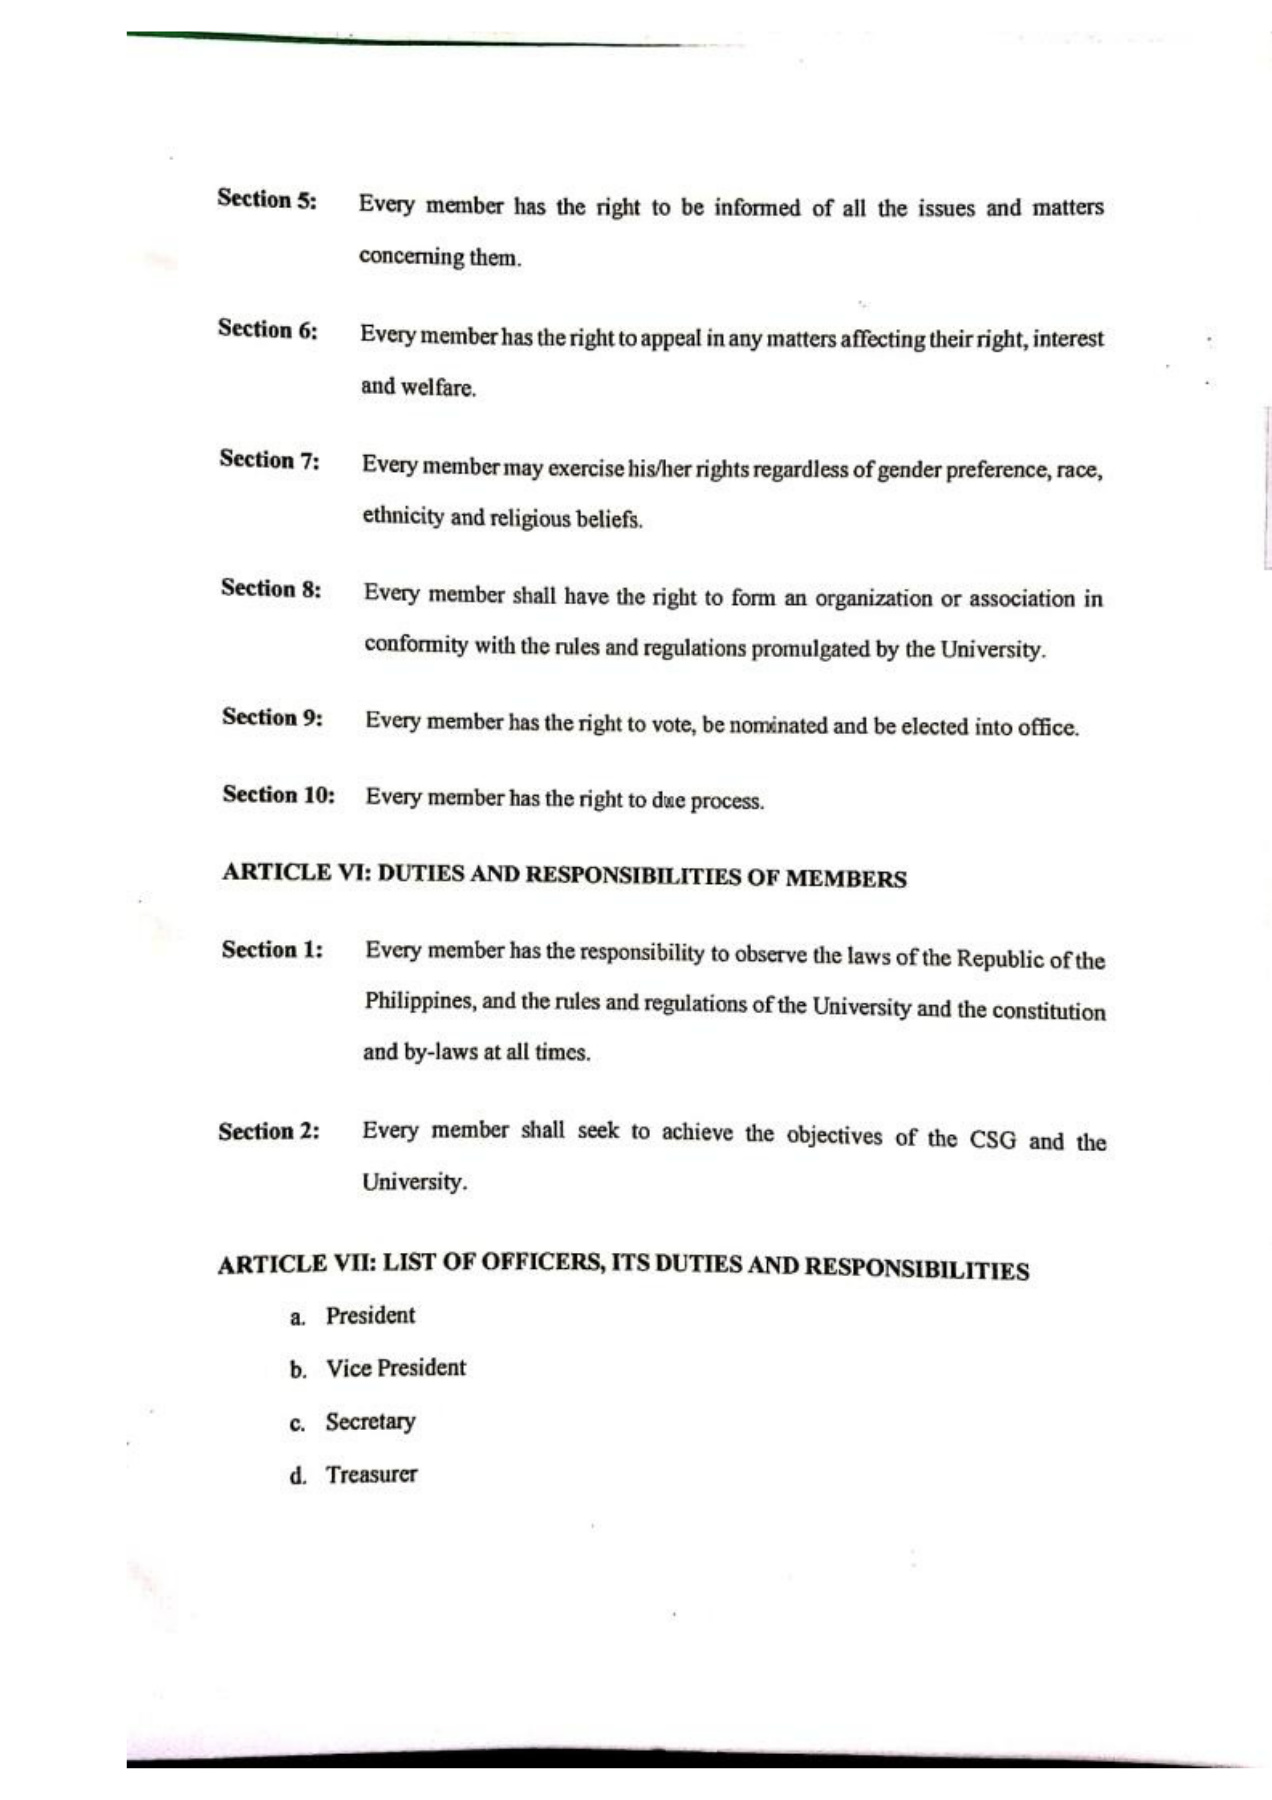 Section 5: Every member has the right to be informed of all the issues and matters
concerning them.
Section 6: Every member has the right to appeal in any matters affecting their right, interest
and welfare.
Section 7: Every member may exercise his/her rights regardless of gender preference, race,
ethnicity and religious beliefs.
Section 8: Every member shall have the right to form an organization or association in
conformity with the rules and regulations promulgated by the University.
Section 9: Every member has the right to vote, be nominated and be elected into office.
Section 10: Every member has the right to due process.
ARTICLE VI: DUTIES AND RESPONSIBILITIES OF MEMBERS
Section 1: Every member has the responsibility to observe the laws of the Republic of the
Philippines, and the rules and regulations of the University and the constitution
and by-laws at all times.
Section 2: Every member shall seek to achieve the objectives of the CSG and the
University.
ARTICLE VII: LIST OF OFFICERS, ITS DUTIES AND RESPONSIBILITIES
a. President
b. Vice President
c. Secretary
d. Treasurer